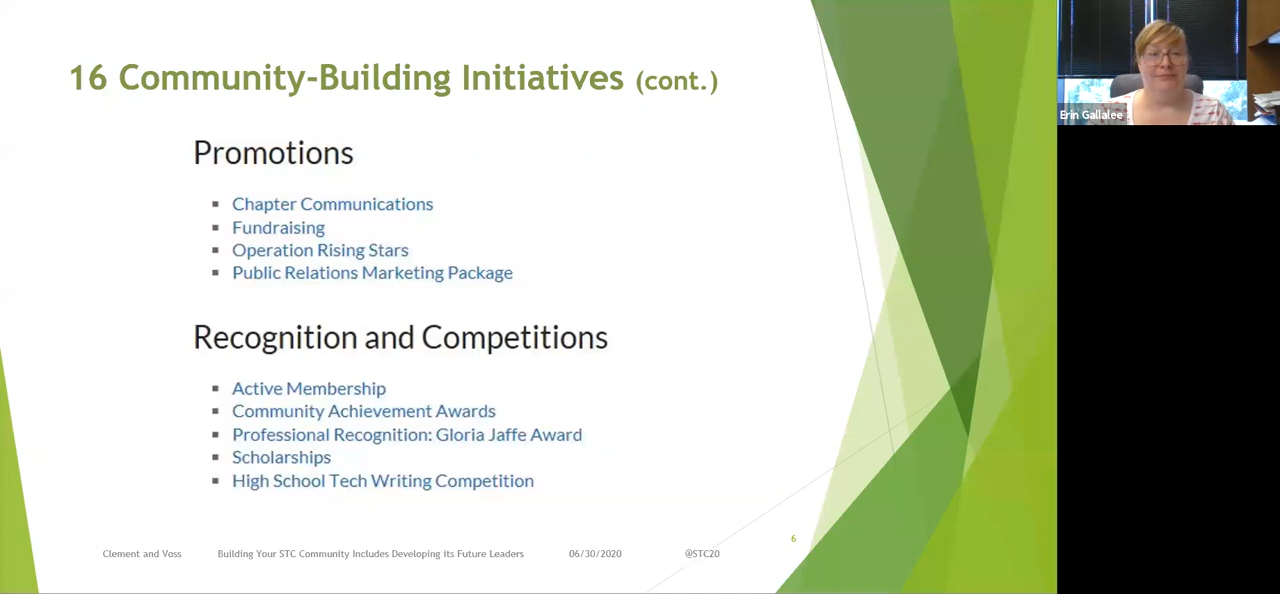 16 Community-Building Initiatives (cont.)
Promotions
Chapter Communications
Fundraising
Operation Rising Stars
Public Relations Marketing Package
Recognition and Competitions
Active Membership
Community Achievement Awards
Professional Recognition: Gloria Jaffe Award
Scholarships
High School Tech Writing Competition
6
Clement and Voss Building Your STC Community Includes Developing its Future Leaders 06/30/2020 @STC20
Erin Gallalee